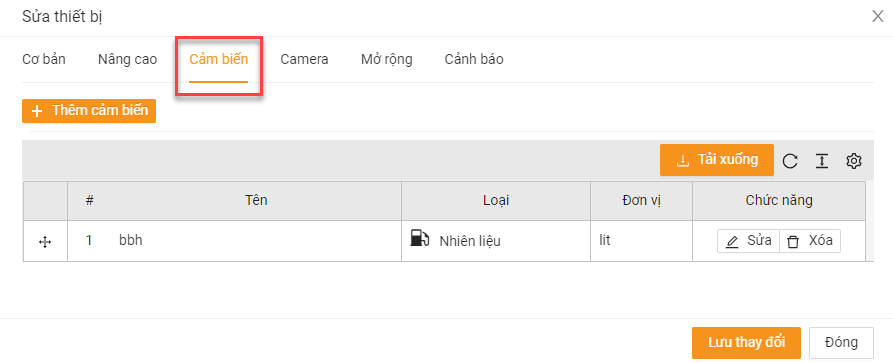 Sửa thiết bị
Cơ bản Nâng cao Cảm biến Camera Mở rộng Cảnh báo
Thêm cảm biến
Tải xuống
# Tên Loại Đơn vị Chức năng
1 bbh Nhiên liệu lit Sửa Xóa
Lưu thay đổi Đóng